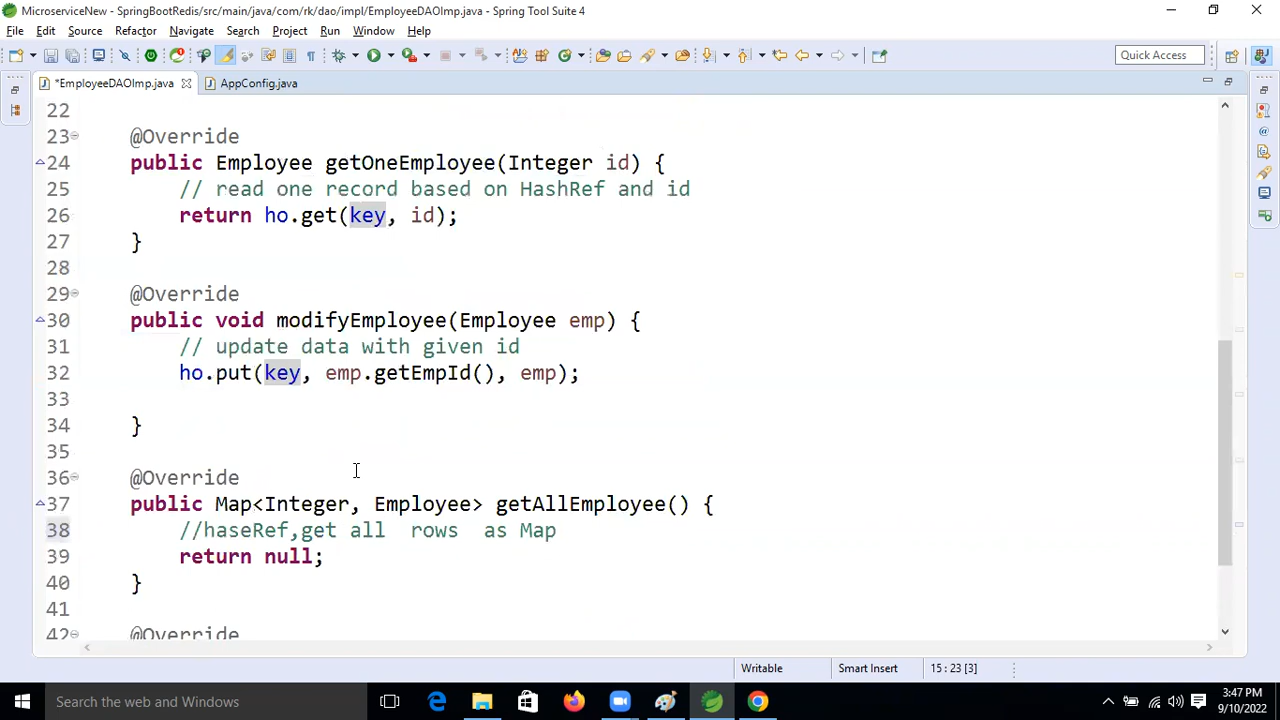 MicroserviceNew - SpringBootRedis/src/main/java/com/rk/dao/impl/EmployeeDAOImp.java - Spring Tool Suite 4
File Edit Source Refactor Navigate Search Project Run Window Help
Quick Access
*EmployeeDAOImp.java AppConfig.java
22
23 @Override
24 public Employee getOneEmployee(Integer id) {
25 // read one record based on HashRef and id
26 return ho.get(key, id);
27 }
28
29 @Override
30 public void modifyEmployee(Employee emp) {
31 // update data with given id
32 ho.put(key, emp.getEmpId(), emp);
33
34 }
35
36 @Override
37 public Map<Integer, Employee> getAllEmployee() {
38 //haseRef,get all rows as Map
39 return null;
40 }
41
42 @Override
Writable Smart Insert 15 : 23 [3]
Search the web and Windows
3:47 PM
9/10/2022